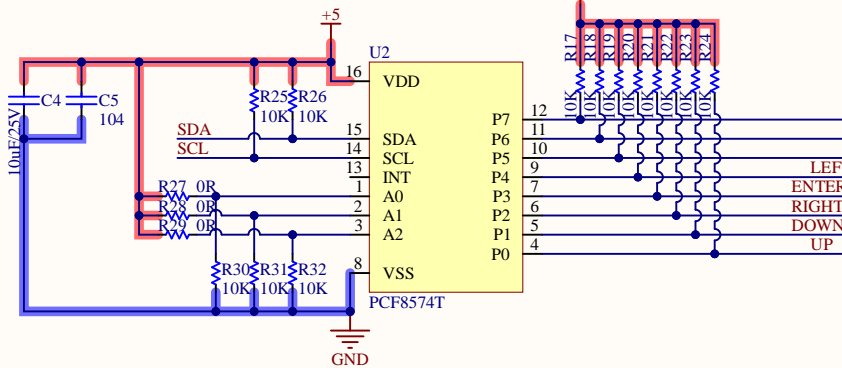 +5
U2
16
VDD
C4
10uF/25V
C5
104
R25
10K
R26
10K
R17
10K
R18
10K
R19
10K
R20
10K
R21
10K
R22
10K
R23
10K
R24
10K
SDA
15
SDA
SCL
14
SCL
13
INT
R27 0R
1
A0
R28 0R
2
A1
R29 0R
3
A2
R30
10K
R31
10K
R32
10K
8
VSS
PCF8574T
GND
P7
12
P6
11
P5
10
P4
9
LEF
P3
7
ENTER
P2
6
RIGHT
P1
5
DOWN
P0
4
UP